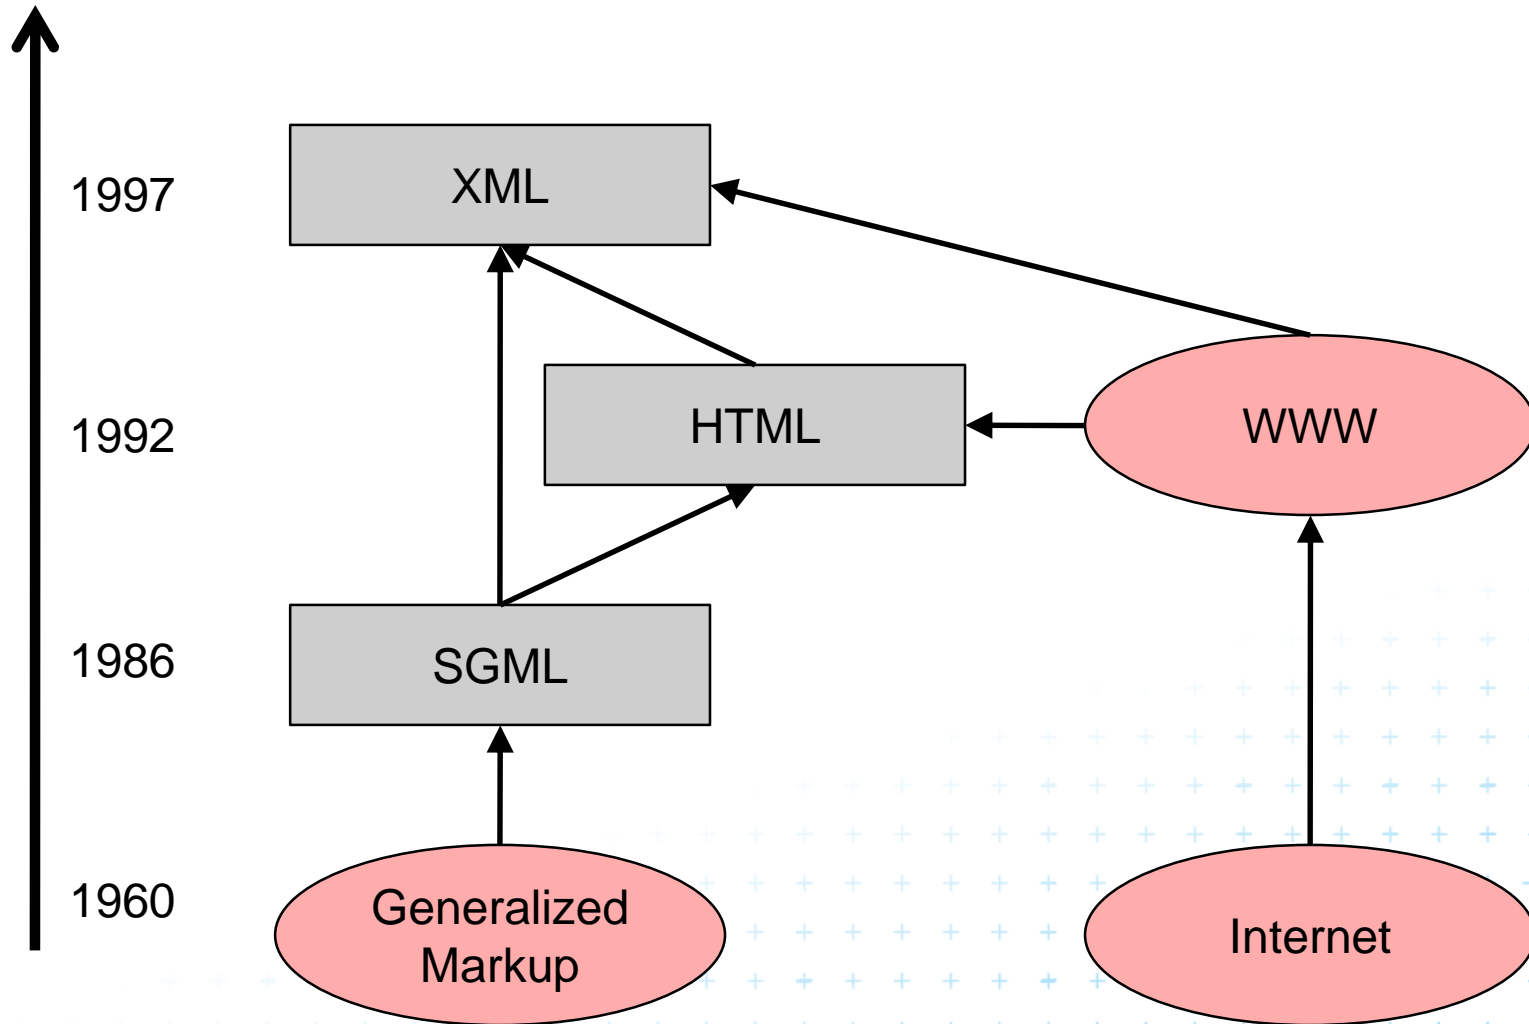 1997
XML
1992
HTML
WWW
1986
SGML
1960
Generalized
Markup
Internet